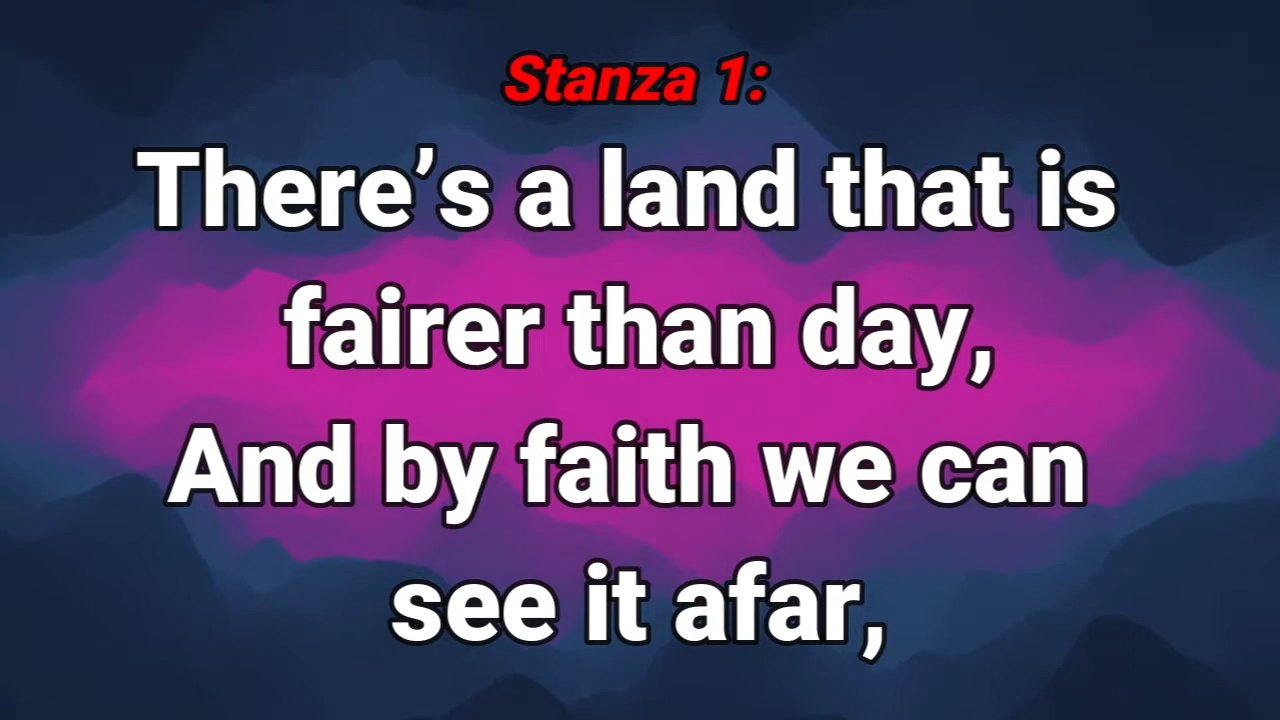 Stanza 1:
There’s a land that is
fairer than day,
And by faith we can
see it afar,